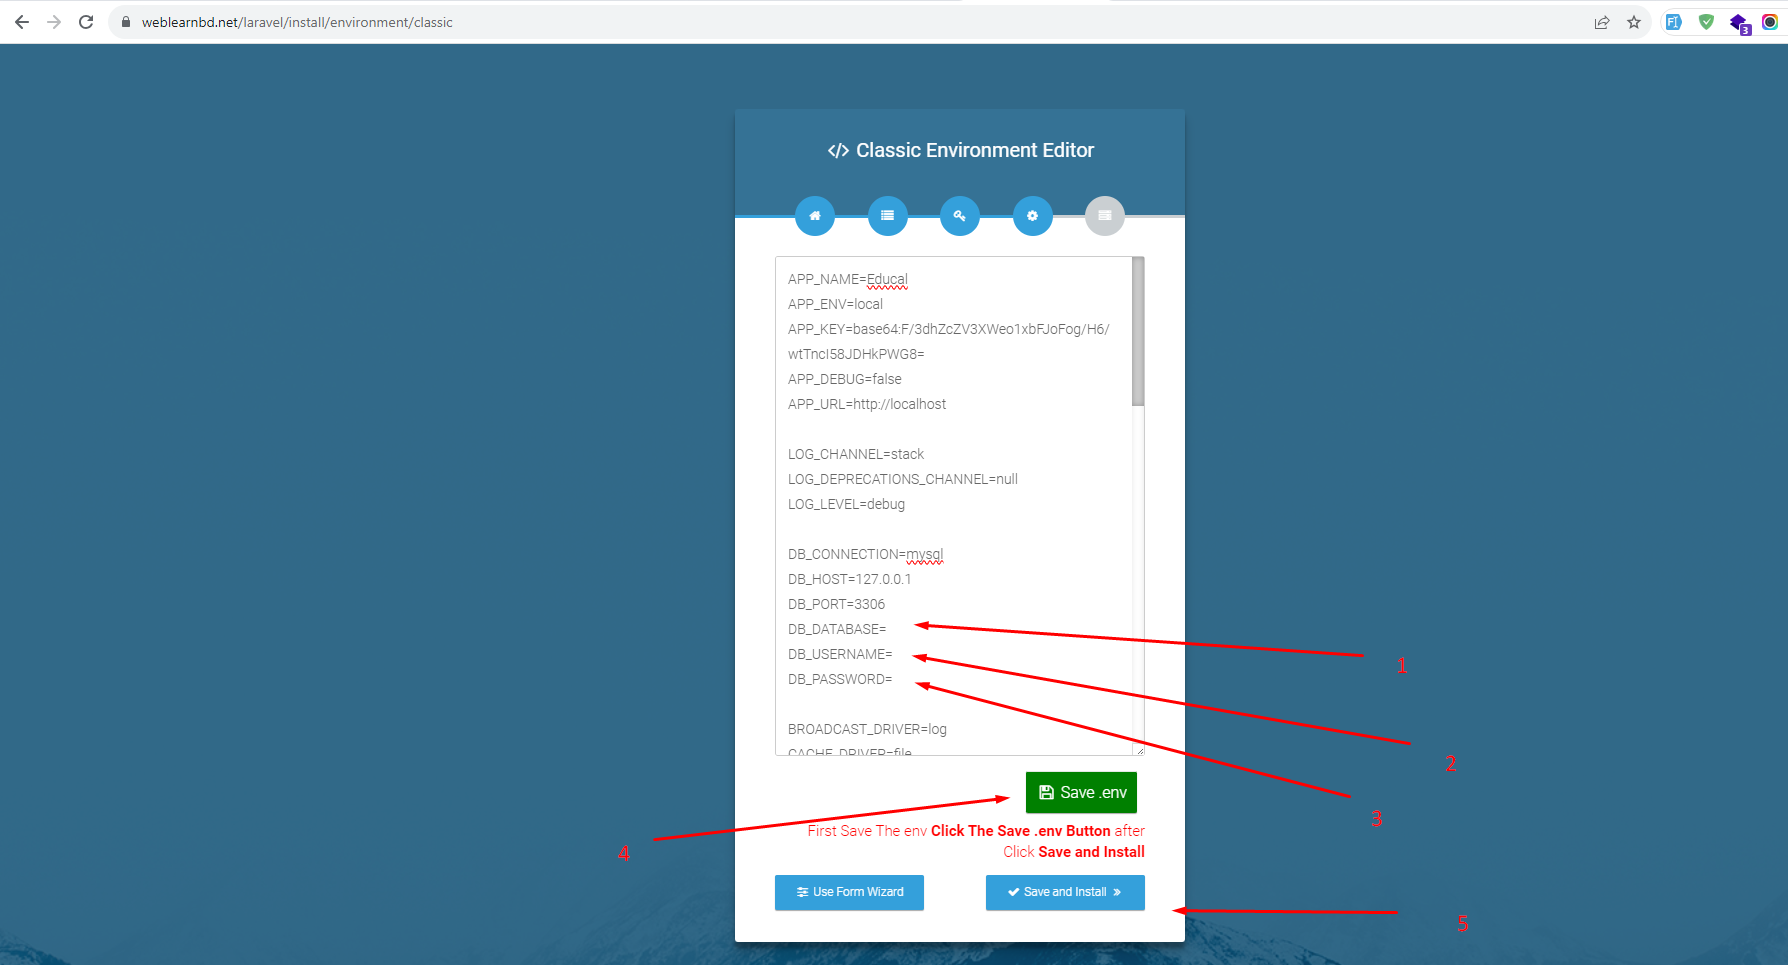 weblearnbd.net/laravel/install/environment/classic
3
</> Classic Environment Editor
APP_NAME=Educal
APP_ENV=local
APP_KEY=base64:F/3dhZcZV3XWeo1xbFJoFog/H6/
wtTncI58JDHkPWG8=
APP_DEBUG=false
APP_URL=http://localhost
LOG_CHANNEL=stack
LOG_DEPRECATIONS_CHANNEL=null
LOG_LEVEL=debug
DB_CONNECTION=mysql
DB_HOST=127.0.0.1
DB_PORT=3306
DB_DATABASE=
DB_USERNAME=
DB_PASSWORD=
1
BROADCAST_DRIVER=log
CACHE_DRIVER=file
2
Save .env
3
First Save The env Click The Save .env Button after
Click Save and Install
4
Use Form Wizard
Save and Install »
5